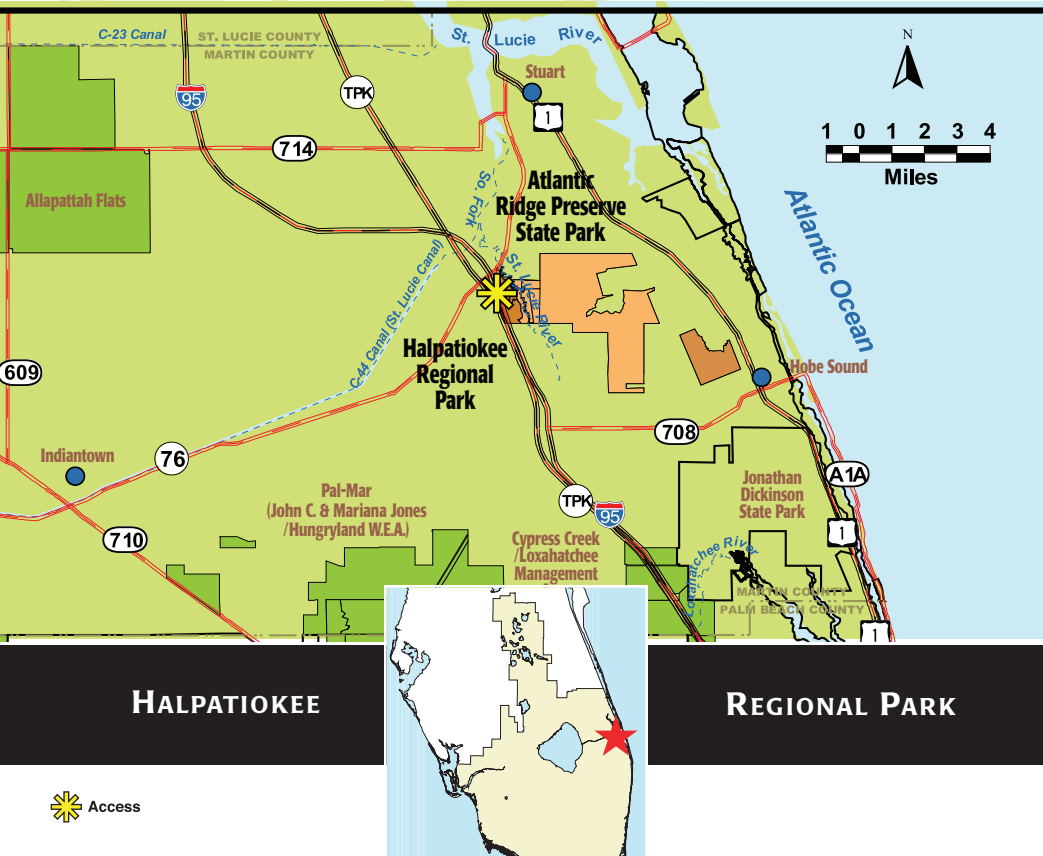 C-23 Canal
ST. LUCIE COUNTY
MARTIN COUNTY
St. Lucie River
N
95
TPK
Stuart
1
714
1 0 1 2 3 4
Miles
Allapattah Flats
So. Fork
St. Lucie River
Atlantic
Ridge Preserve
State Park
Atlantic Ocean
C-44 Canal (St. Lucie Canal)
Halpatiokee
Regional
Park
609
Hobe Sound
708
Indiantown
76
A1A
Jonathan
Dickinson
State Park
Pal-Mar
(John C. & Mariana Jones
/Hungryland W.E.A.)
TPK
95
710
1
Cypress Creek
/Loxahatchee
Management
Loxahatchee River
MARTIN COUNTY
PALM BEACH COUNTY
1
HALPATIOKEE
REGIONAL PARK
Access